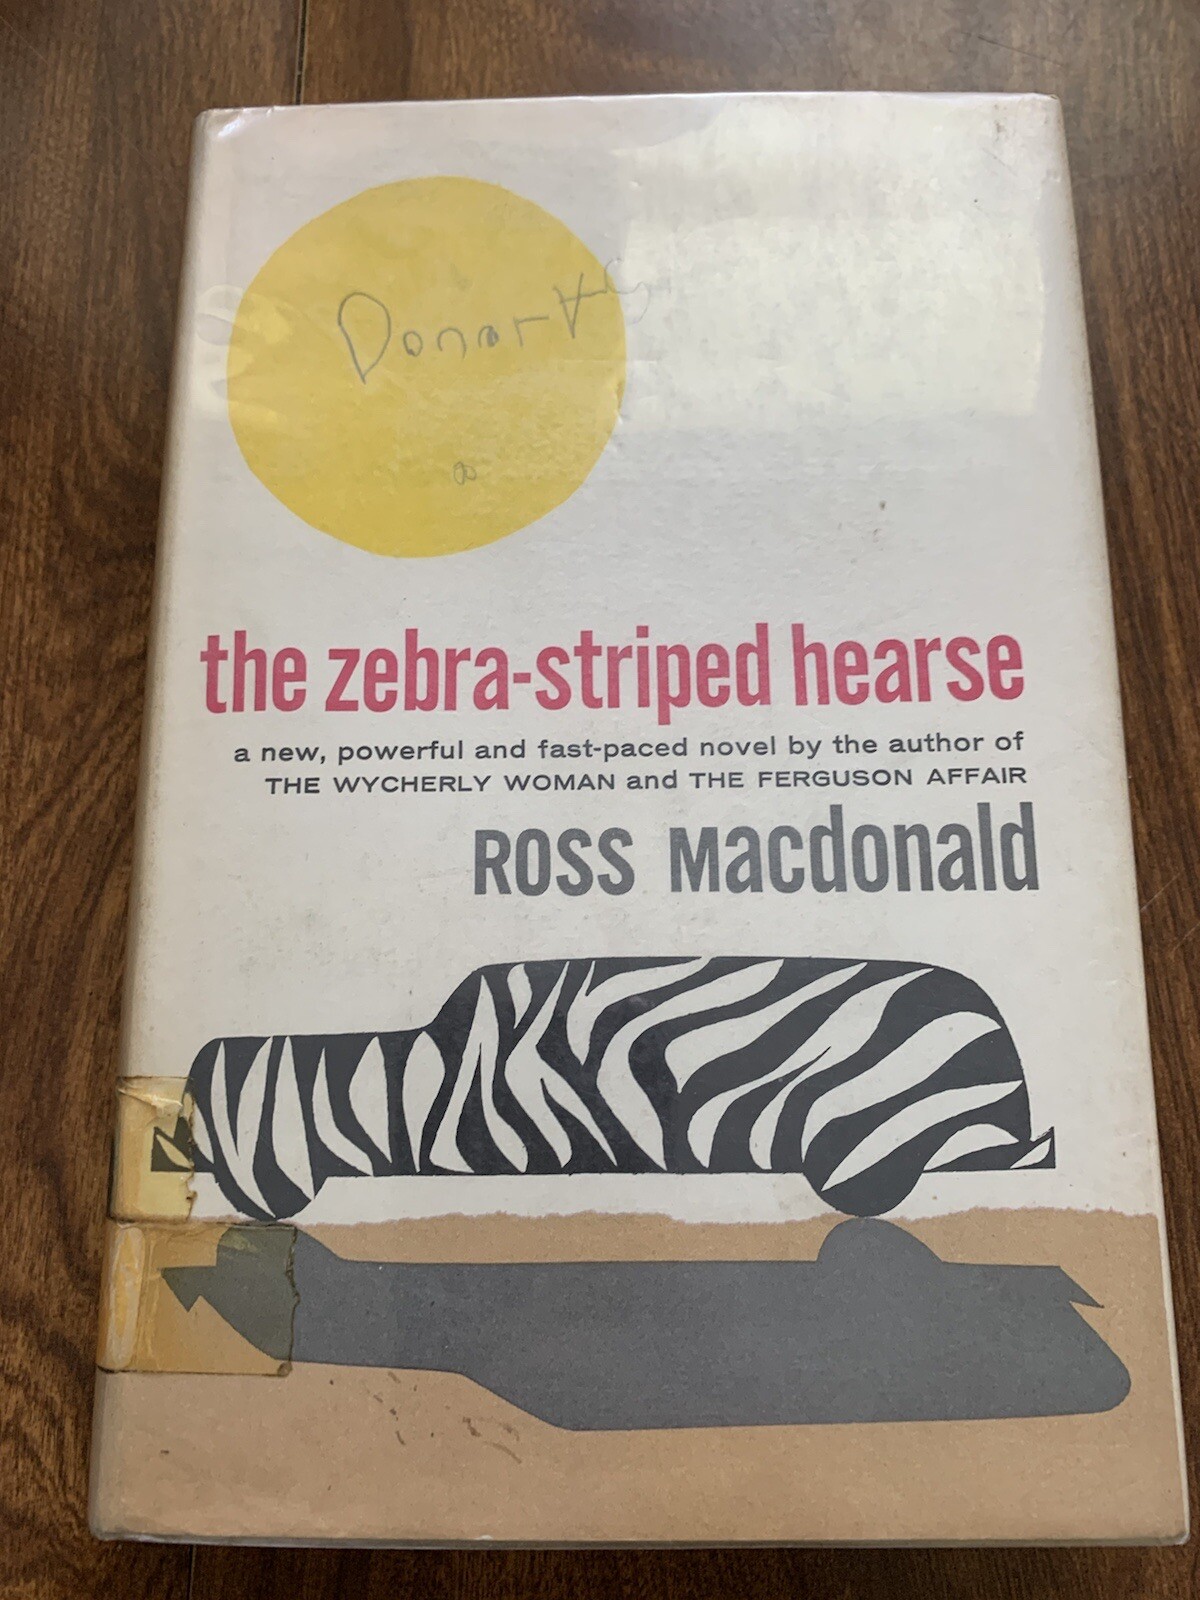 the zebra-striped hearse
a new, powerful and fast-paced novel by the author of
THE WYCHERLY WOMAN and THE FERGUSON AFFAIR
ROSS MACdONALd